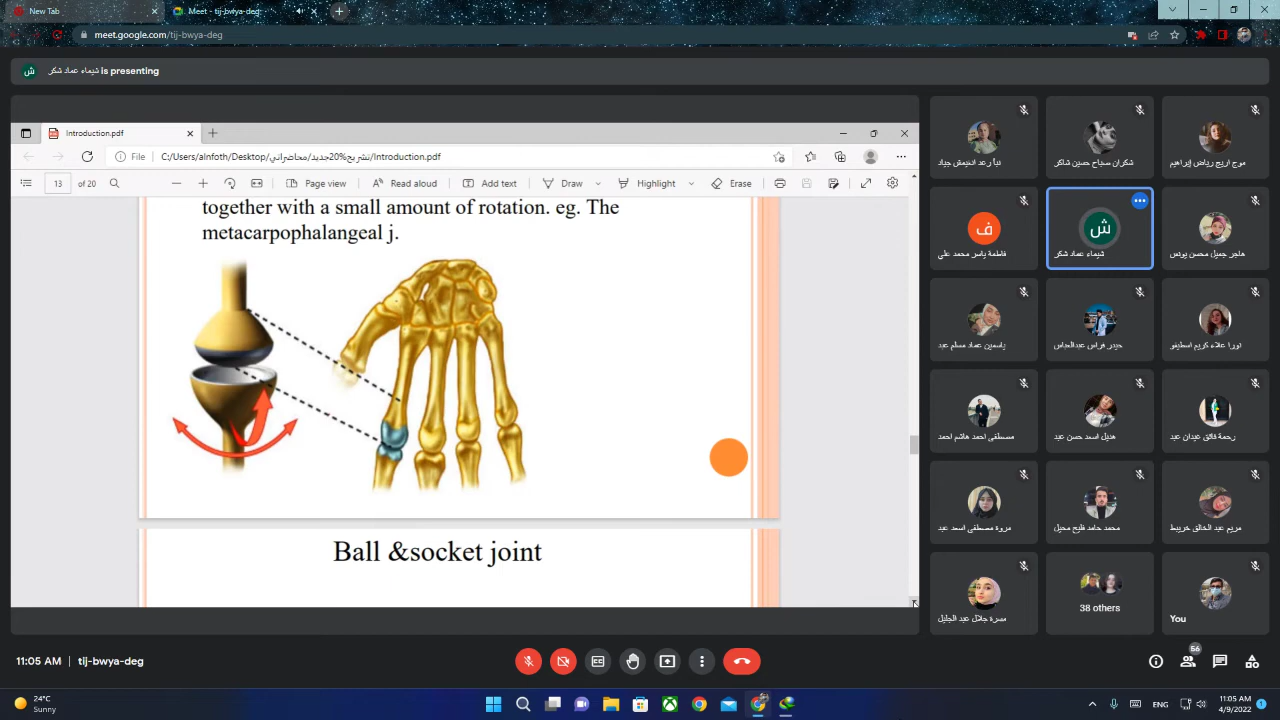 New Tab
Meet - tij-bwya-deg
meet.google.com/tij-bwya-deg
ش
شيماء عماد شكر is presenting
Introduction.pdf
File
C:/Users/alnfoth/Desktop/تشريح%20جديد/محاضراتي/Introduction.pdf
13 of 20
Page view
Read aloud
Add text
Draw
Highlight
Erase
together with a small amount of rotation. eg. The
metacarpophalangeal j.
Ball &socket joint
شكران صباح حسين شاكر
موج اريج رياض إبراهيم
ف
فاطمة ياسر محمد علي
ش
شيماء عماد شكر
هاجر جميل محسن يونس
ياسمين عماد مسلم عبد
حيدر فراس عبدالعباس
نورا علاء كريم اسطيفو
مصطفى احمد هاشم احمد
هديل اسعد حسن عبد
رحمة فائق عيدان عبد
مروة مصطفى اسعد عبد
محمد حامد فليح محيل
مريم عبد الخالق خريبط
مسرة جلال عبد الجليل
38 others
You
11:05 AM | tij-bwya-deg
56
24°C
Sunny
ENG
11:05 AM
4/9/2022
1